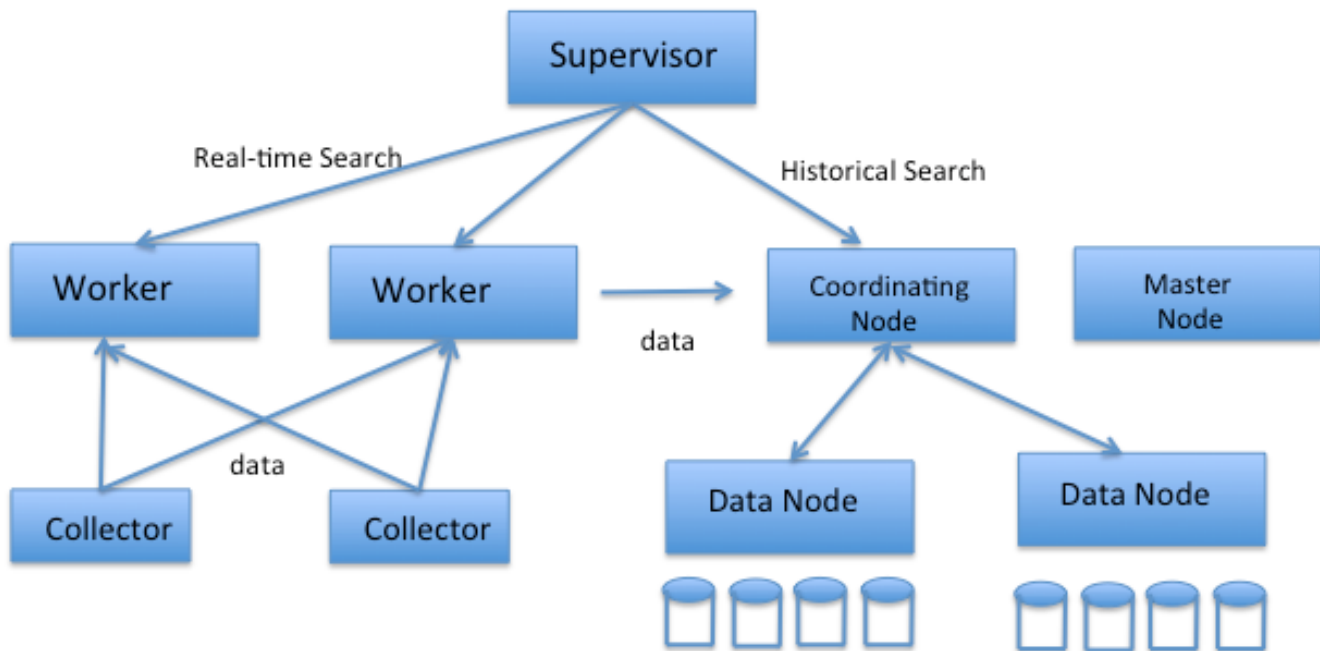 Supervisor
Real-time Search
Historical Search
Worker
Worker
Coordinating
Node
Master
Node
data
data
Collector
Collector
Data Node
Data Node